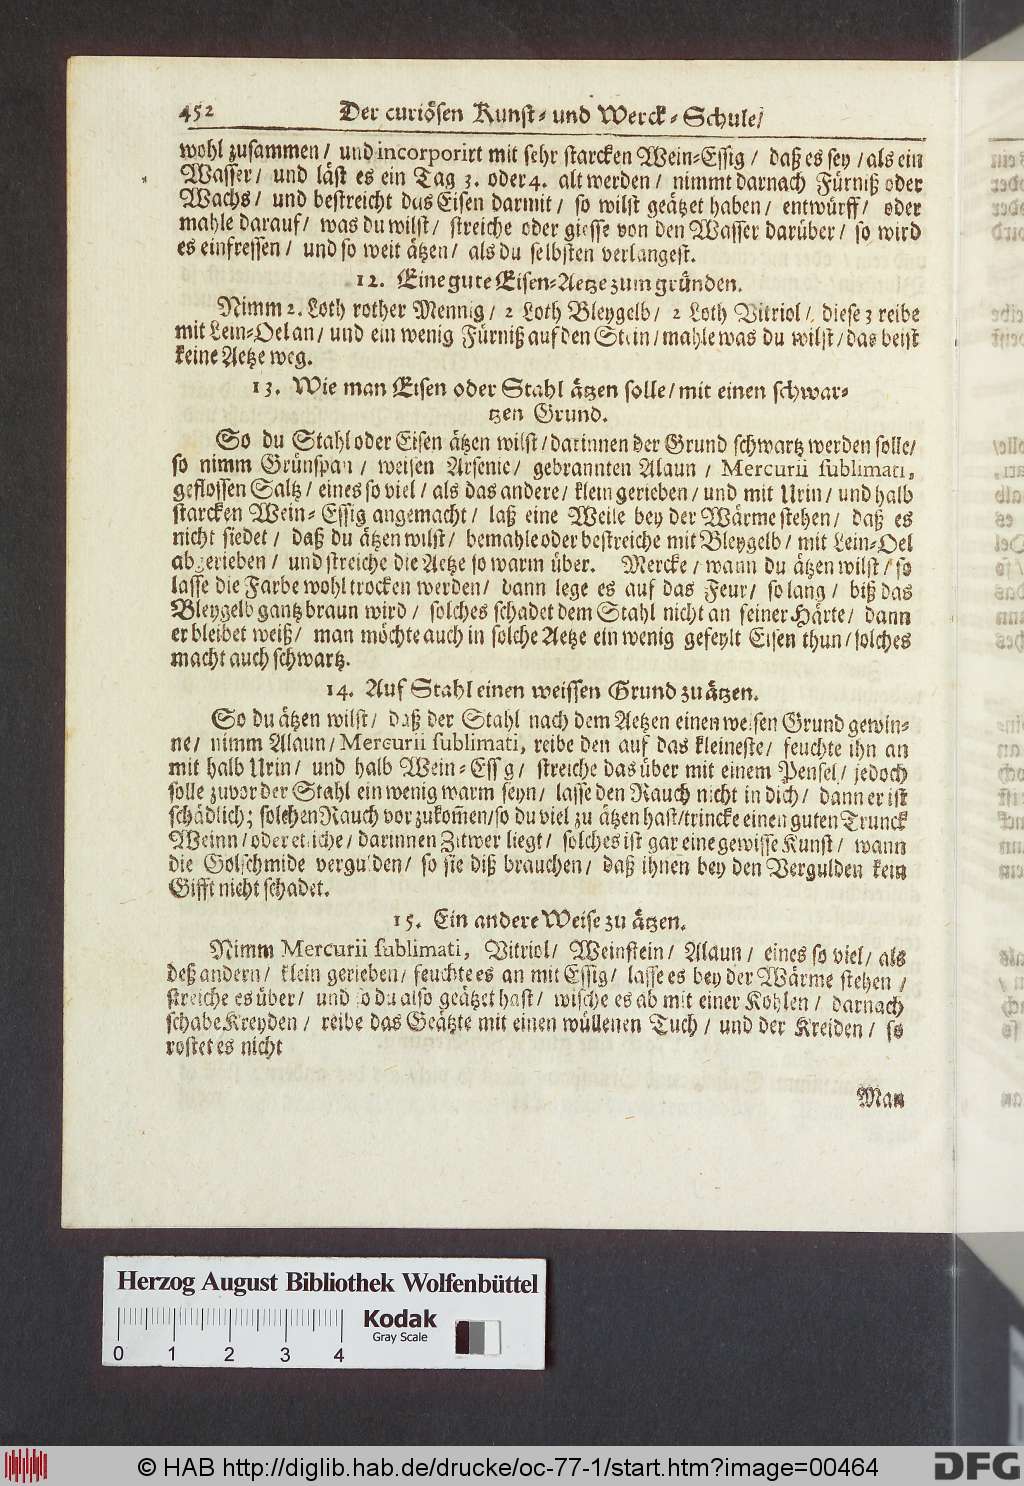 452 Der curiösen Kunst- und Werck-Schule/
wohl zusammen/ und incorporirt mit sehr starcken Wein-Essig/ daß es sey/ als ein
Wasser/ und läst es ein Tag 3. oder 4. alt werden/ nimmt darnach Fürniß oder
Wachs/ und bestreicht das Eisen darmit/ so wilst geätzet haben/ entwürff/ oder
mahle darauf/ was du wilst/ streiche oder giesse von den Wasser darüber/ so wird
es einfressen/ und so weit ätzen/ als du selbsten verlangest.
12. Eine gute Eisen-Aetze zum gründen.
Nimm 2. Loth rother Mennig/ 2 Loth Bleygelb/ 2 Loth Vitriol/ diese 3 reibe
mit Lein-Oel an/ und ein wenig Fürniß auf den Stein/ mahle was du wilst/ das beist
keine Aetze weg.
13. Wie man Eisen oder Stahl ätzen solle/ mit einen schwar-
tzen Grund.
So du Stahl oder Eisen ätzen wilst/ darinnen der Grund schwartz werden solle/
so nimm Grünspan/ weisen Arsenic/ gebrannten Alaun/ Mercurii sublimati,
geflossen Saltz/ eines so viel/ als das andere/ klein gerieben/ und mit Urin/ und halb
starcken Wein-Essig angemacht/ laß eine Weile bey der Wärme stehen/ daß es
nicht siedet/ daß du ätzen wilst/ bemahle oder bestreiche mit Bleygelb/ mit Lein-Oel
abgerieben/ und streiche die Aetze so warm über. Mercke/ wann du ätzen wilst/ so
lasse die Farbe wohl trocken werden/ dann lege es auf das Feur/ so lang/ biß das
Bleygelb gantz braun wird/ solches schadet dem Stahl nicht an seiner Härte/ dann
er bleibet weiß/ man möchte auch in solche Aetze ein wenig gefeylt Eisen thun/ solches
macht auch schwartz.
14. Auf Stahl einen weissen Grund zu ätzen.
So du ätzen wilst/ daß der Stahl nach dem Aetzen einen weisen Grund gewin-
ne/ nimm Alaun/ Mercurii sublimati, reibe den auf das kleineste/ feuchte ihn an
mit halb Urin/ und halb Wein-Essig/ streiche das über mit einem Pensel/ jedoch
solle zuvor der Stahl ein wenig warm seyn/ lasse den Rauch nicht in dich/ dann er ist
schädlich; solchen Rauch vor zukom̄en/ so du viel zu ätzen hast/ trincke einen guten Trunck
Weinn/ oder etliche/ darinnen Zitwer liegt/ solches ist gar eine gewisse Kunst/ wann
die Golschmide vergulden/ so sie diß brauchen/ daß ihnen bey den Vergulden kein
Gifft nicht schadet.
15. Ein andere Weise zu ätzen.
Nimm Mercurii sublimati, Vitriol/ Weinstein/ Alaun/ eines so viel/ als
deß andern/ klein gerieben/ feuchte es an mit Essig/ lasse es bey der Wärme stehen/
streiche es über/ und so du also geätzet hast/ wische es ab mit einer Kohlen/ darnach
schabe Kreyden/ reibe das Geätzte mit einen wüllenen Tuch/ und der Kreiden/ so
rostet es nicht
Man
Herzog August Bibliothek Wolfenbüttel
Kodak
Gray Scale
0 1 2 3 4
© HAB http://diglib.hab.de/drucke/oc-77-1/start.htm?image=00464
DFG